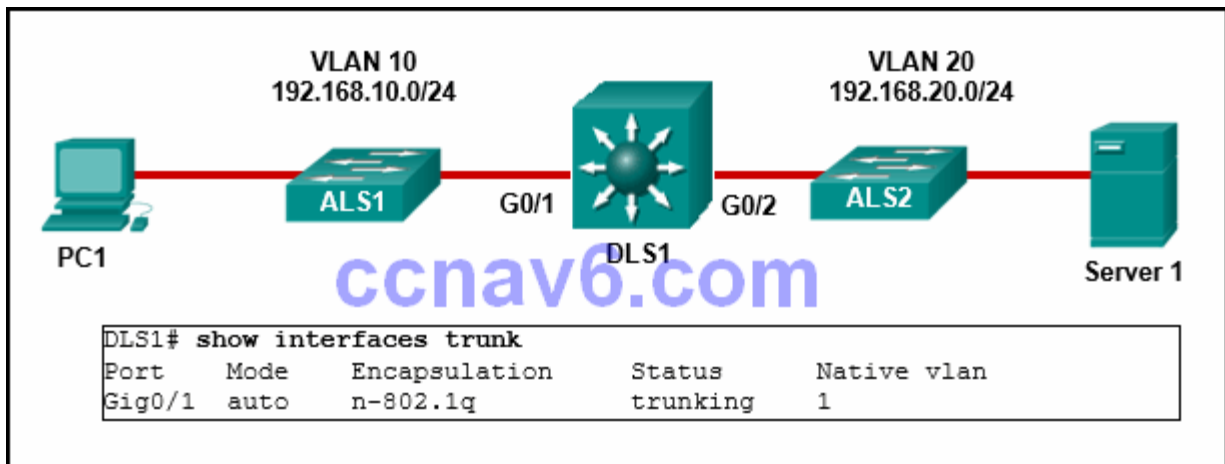 VLAN 10
192.168.10.0/24
VLAN 20
192.168.20.0/24
PC1
ALS1
G0/1
DLS1
G0/2
ALS2
Server 1
ccnav6.com
DLS1# show interfaces trunk
Port Mode Encapsulation Status Native vlan
Gig0/1 auto n-802.1q trunking 1